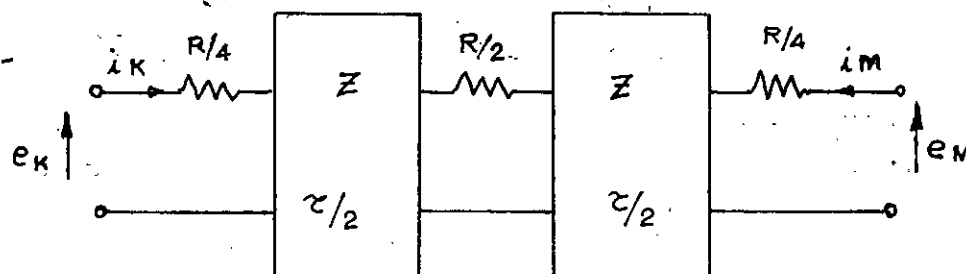 R/4 R/2 R/4
iK Z Z im
eK eM
τ/2 τ/2